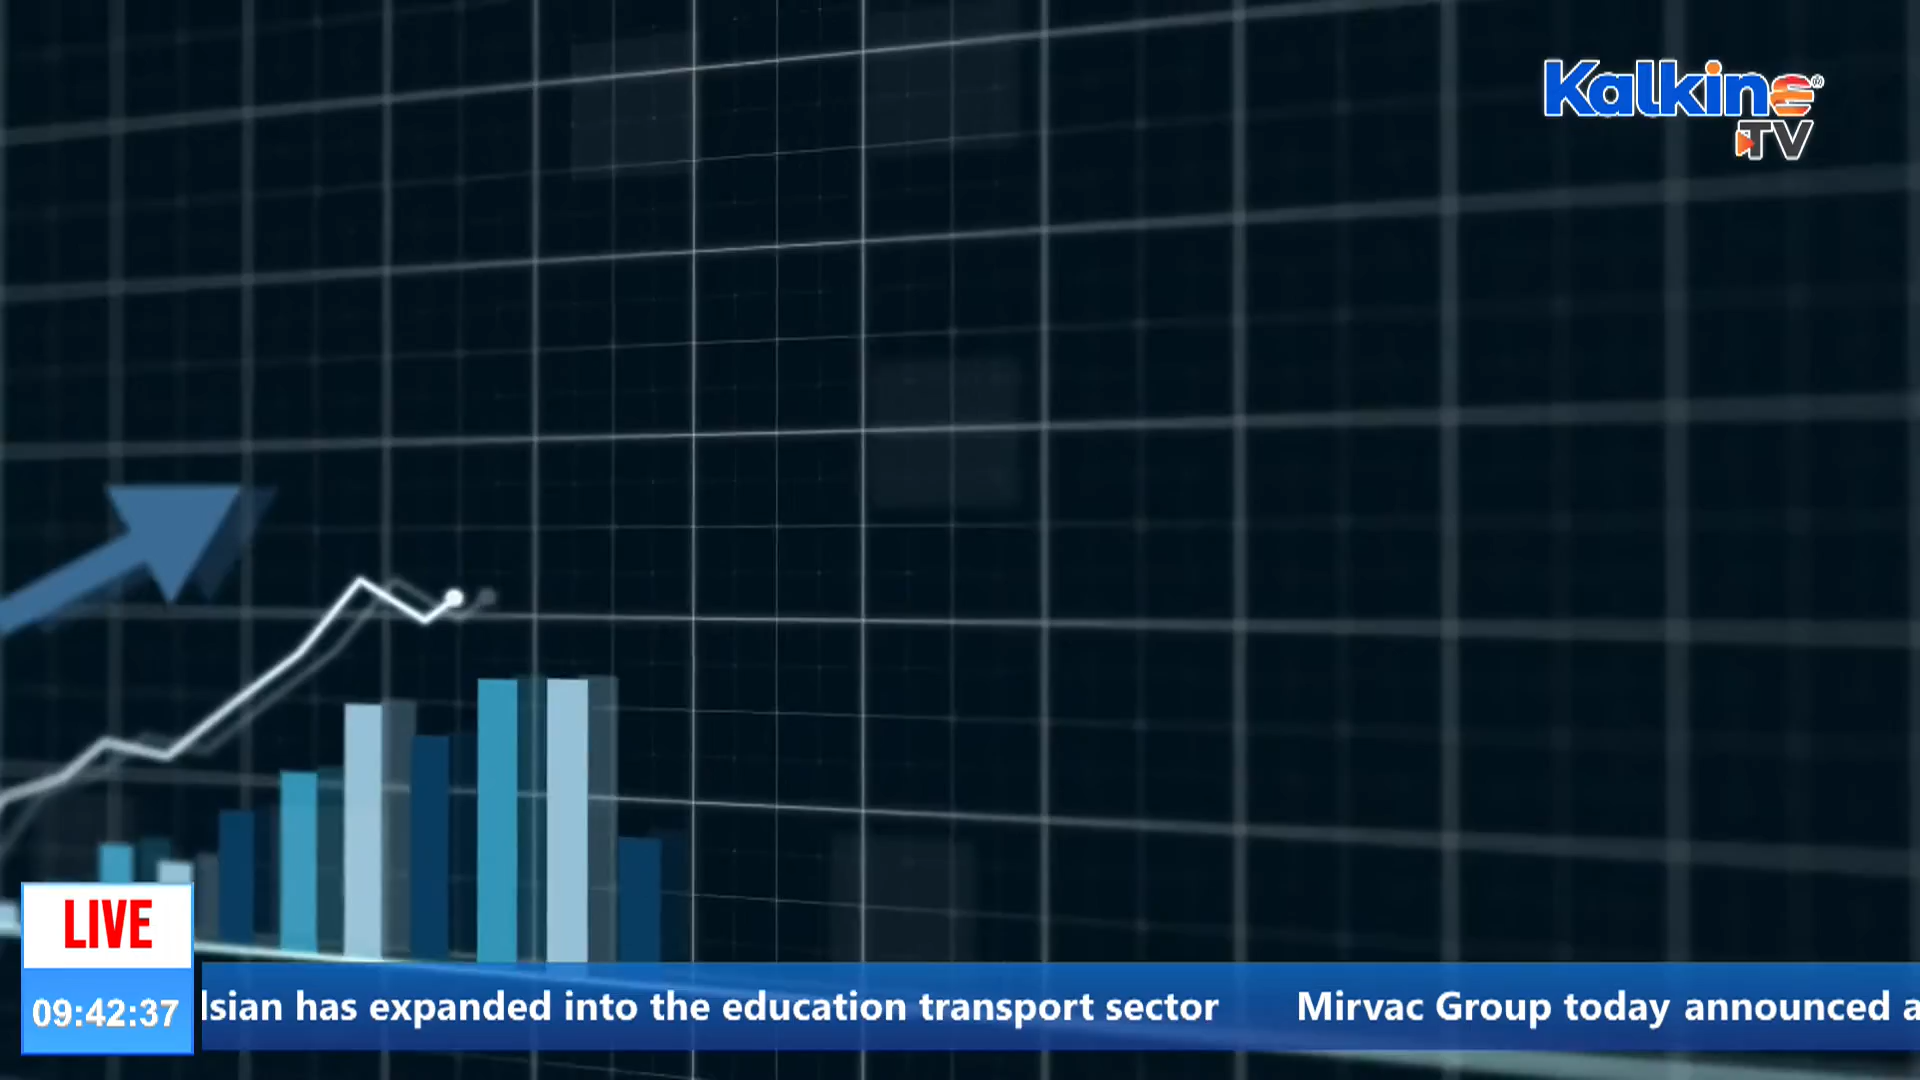 Kalkine®
TV
LIVE
09:42:37
lsian has expanded into the education transport sector Mirvac Group today announced a